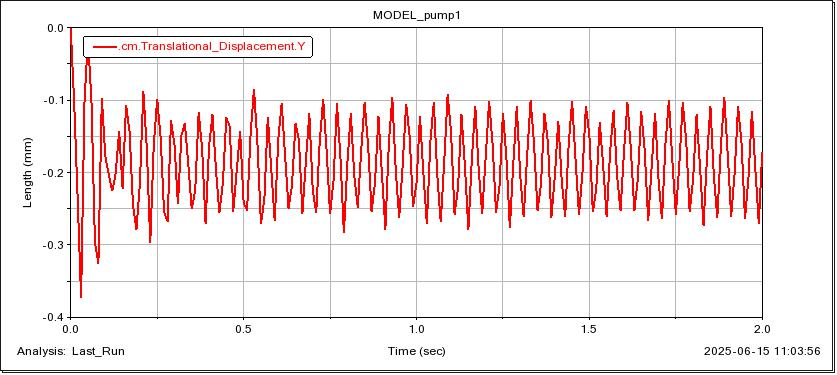 MODEL_pump1
.cm.Translational_Displacement.Y
0.0
-0.1
-0.2
-0.3
-0.4
Length (mm)
0.0 0.5 1.0 1.5 2.0
Analysis: Last_Run Time (sec) 2025-06-15 11:03:56